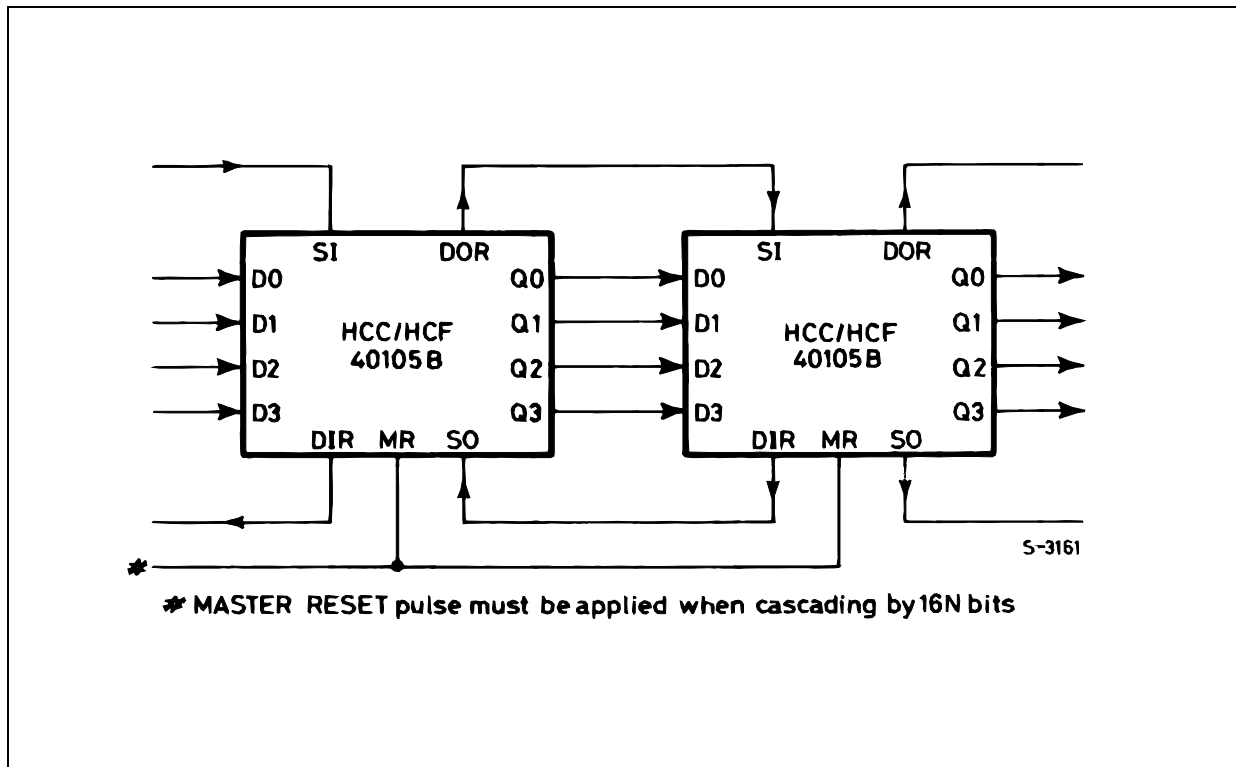 SI DOR SI DOR
D0 Q0 D0 Q0
D1 Q1 D1 Q1
HCC/HCF HCC/HCF
40105B 40105B
D2 Q2 D2 Q2
D3 Q3 D3 Q3
DIR MR SO DIR MR SO
S-3161
*
* MASTER RESET pulse must be applied when cascading by 16N bits